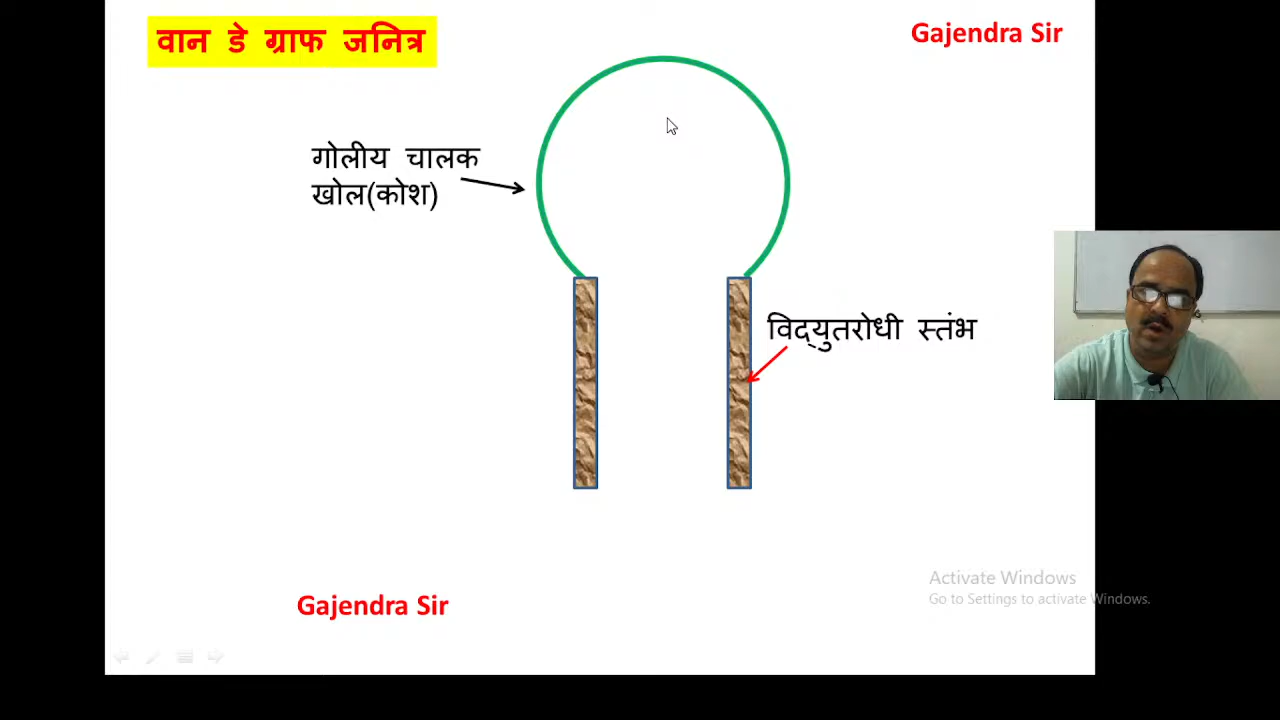 वान डे ग्राफ जनित्र
Gajendra Sir
गोलीय चालक
खोल(कोश)
विद्युतरोधी स्तंभ
Activate Windows
Go to Settings to activate Windows.
Gajendra Sir